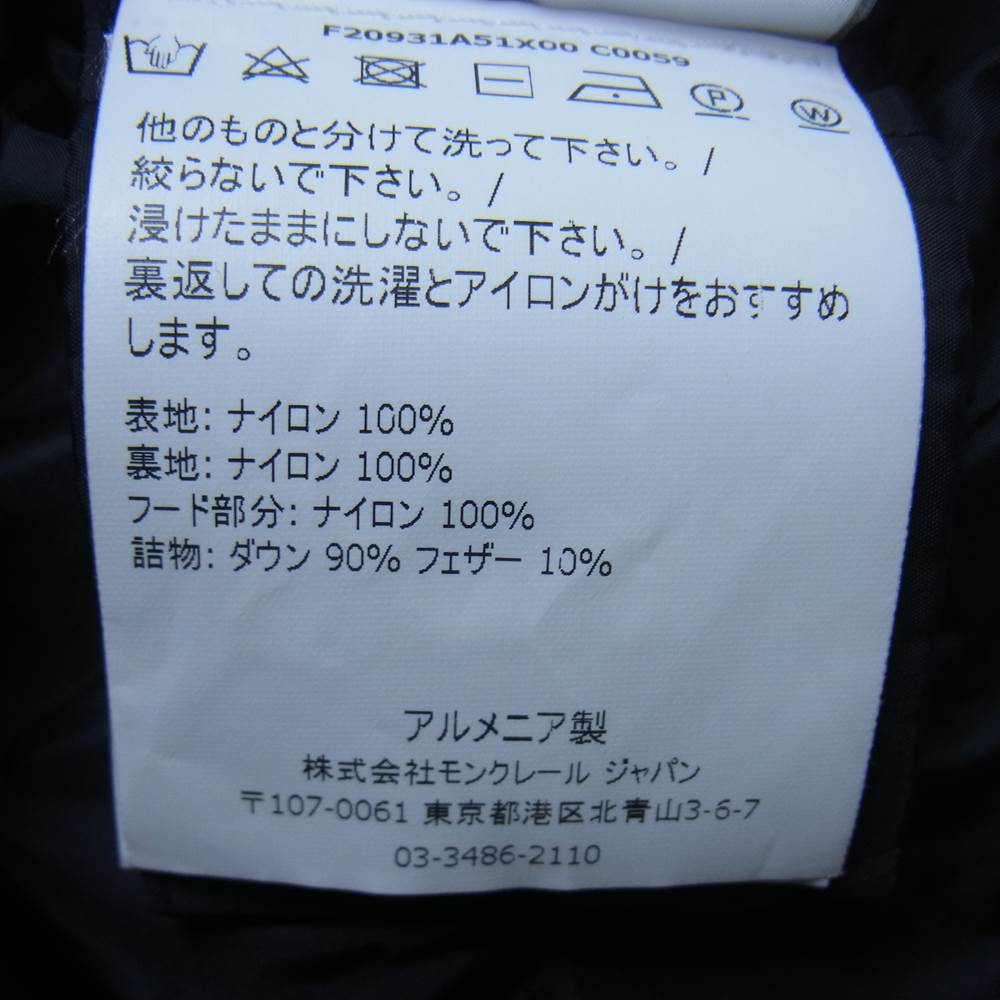 F20931A51X00 C0059
P W
他のものと分けて洗って下さい。/
絞らないで下さい。/
浸けたままにしないで下さい。/
裏返しての洗濯とアイロンがけをおすすめ
します。
表地: ナイロン 100%
裏地: ナイロン 100%
フード部分: ナイロン 100%
詰物: ダウン 90% フェザー 10%
アルメニア製
株式会社モンクレール ジャパン
〒107-0061 東京都港区北青山3-6-7
03-3486-2110